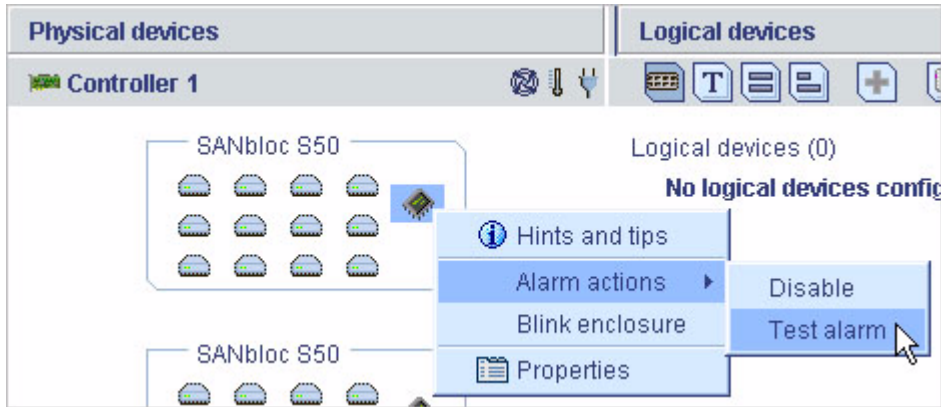 Physical devices
Logical devices
Controller 1
T
SANbloc S50
Logical devices (0)
No logical devices config
Hints and tips
Alarm actions
Disable
Blink enclosure
Test alarm
SANbloc S50
Properties